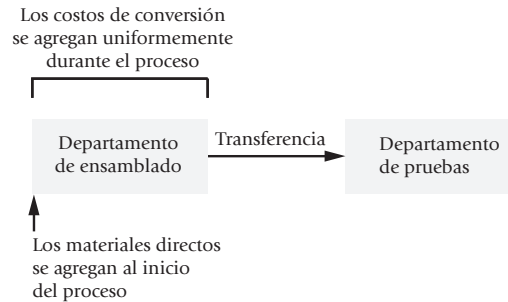 Los costos de conversión
se agregan uniformemente
durante el proceso
Departamento
de ensamblado
Transferencia
Departamento
de pruebas
Los materiales directos
se agregan al inicio
del proceso